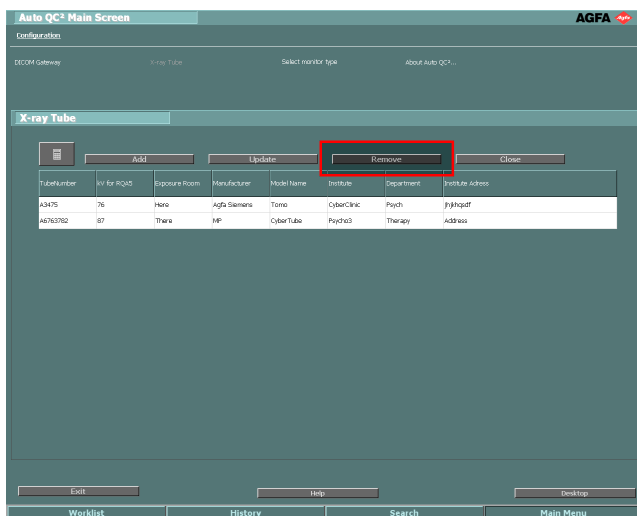 Auto QC² Main Screen
AGFA
Configuration
DICOM Gateway X-ray Tube Select monitor type About Auto QC²...
X-ray Tube
Add Update Remove Close
TubeNumber kV for RQA5 Exposure Room Manufacturer Model Name Institute Department Institute Adress
A3475 76 Here Agfa Siemens Tomo CyberClinic Psych
A6763782 87 There MP CyberTube Psycho3 Therapy Address
Exit Help Desktop
Worklist History Search Main Menu